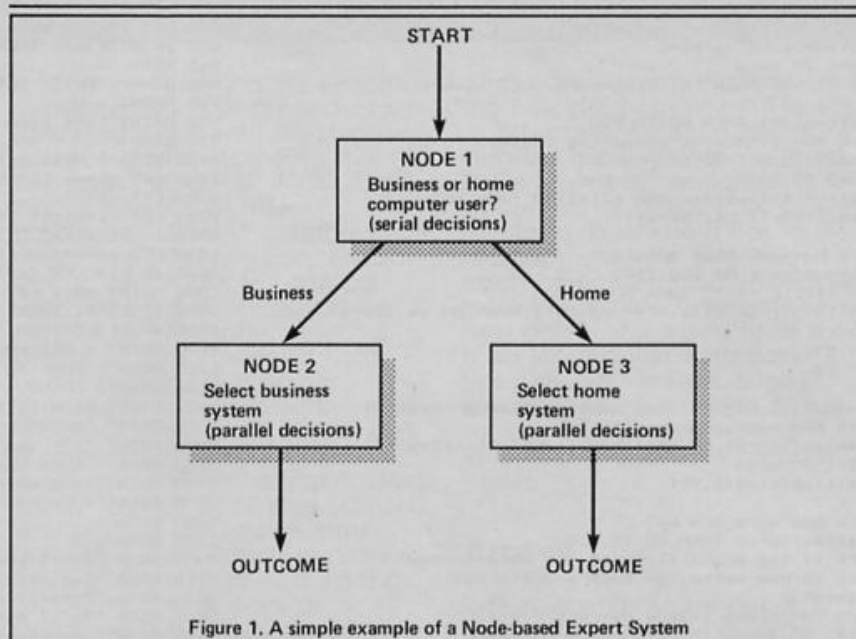 START
NODE 1
Business or home
computer user?
(serial decisions)
Business
Home
NODE 2
Select business
system
(parallel decisions)
NODE 3
Select home
system
(parallel decisions)
OUTCOME
OUTCOME
Figure 1. A simple example of a Node-based Expert System